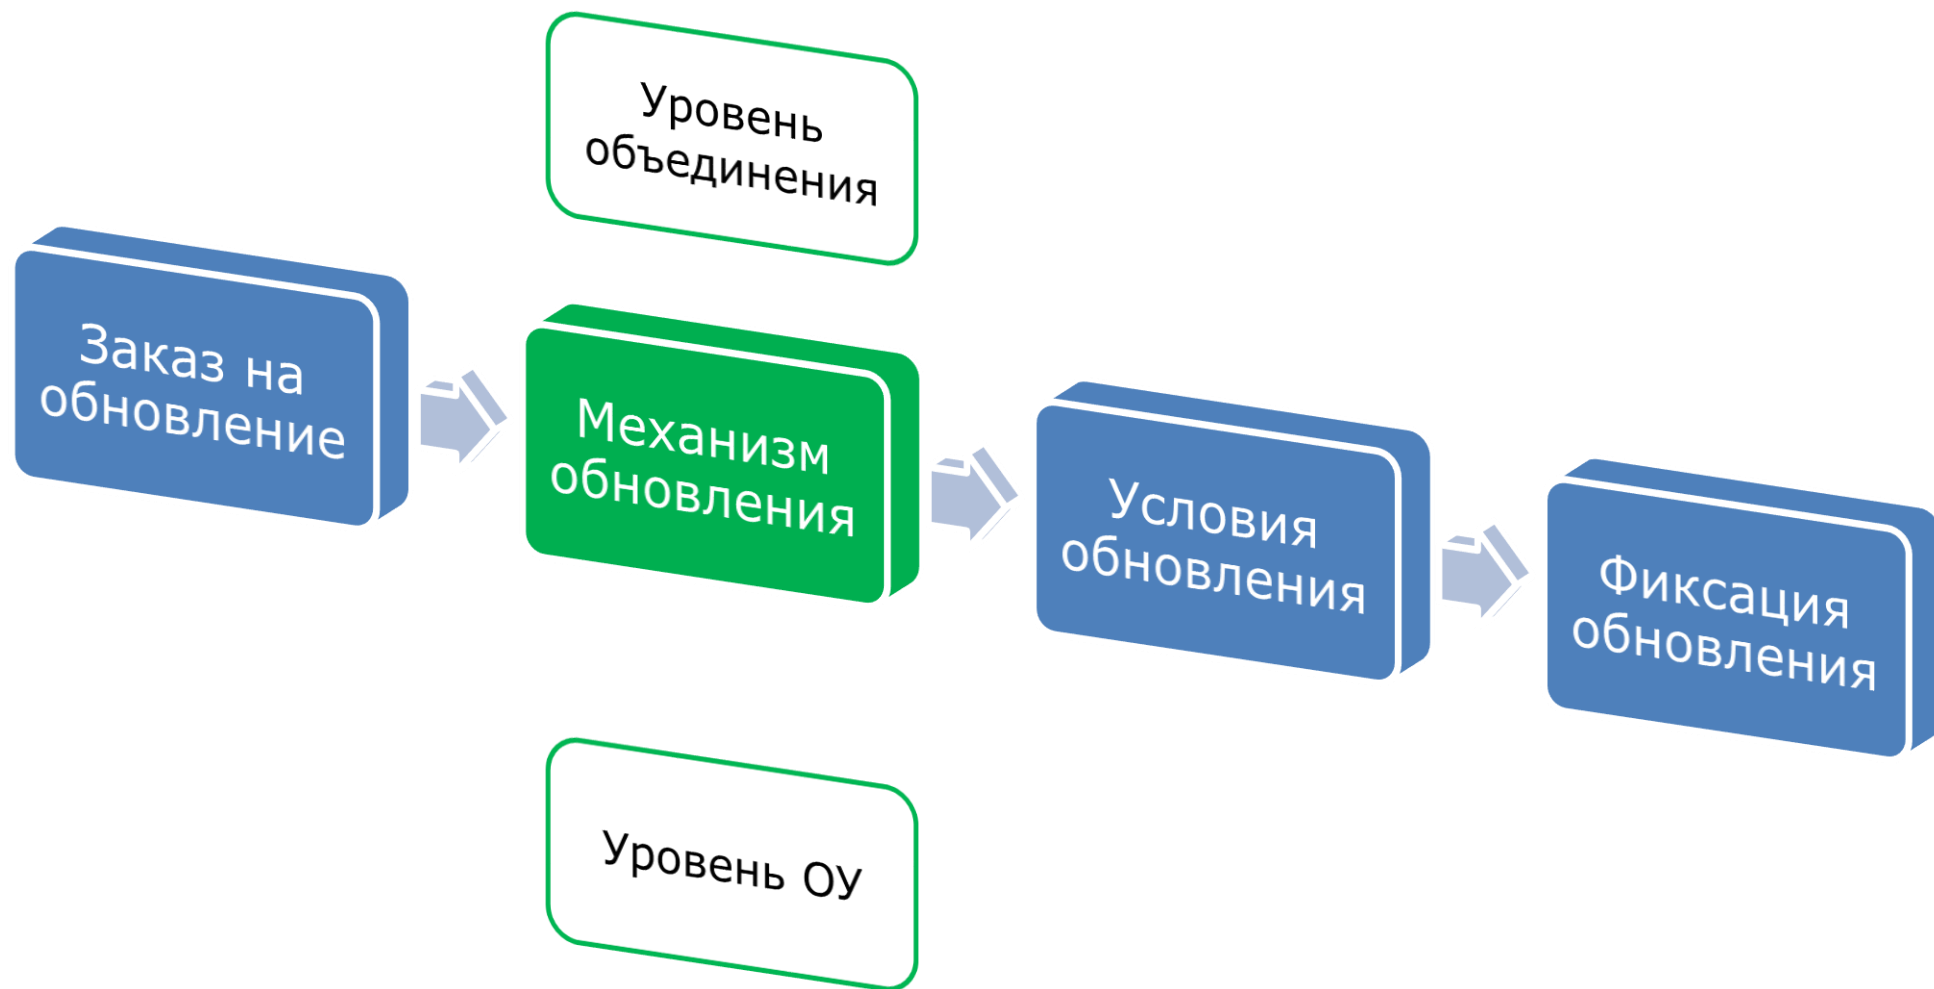 Уровень
объединения
Заказ на
обновление
Механизм
обновления
Условия
обновления
Фиксация
обновления
Уровень ОУ